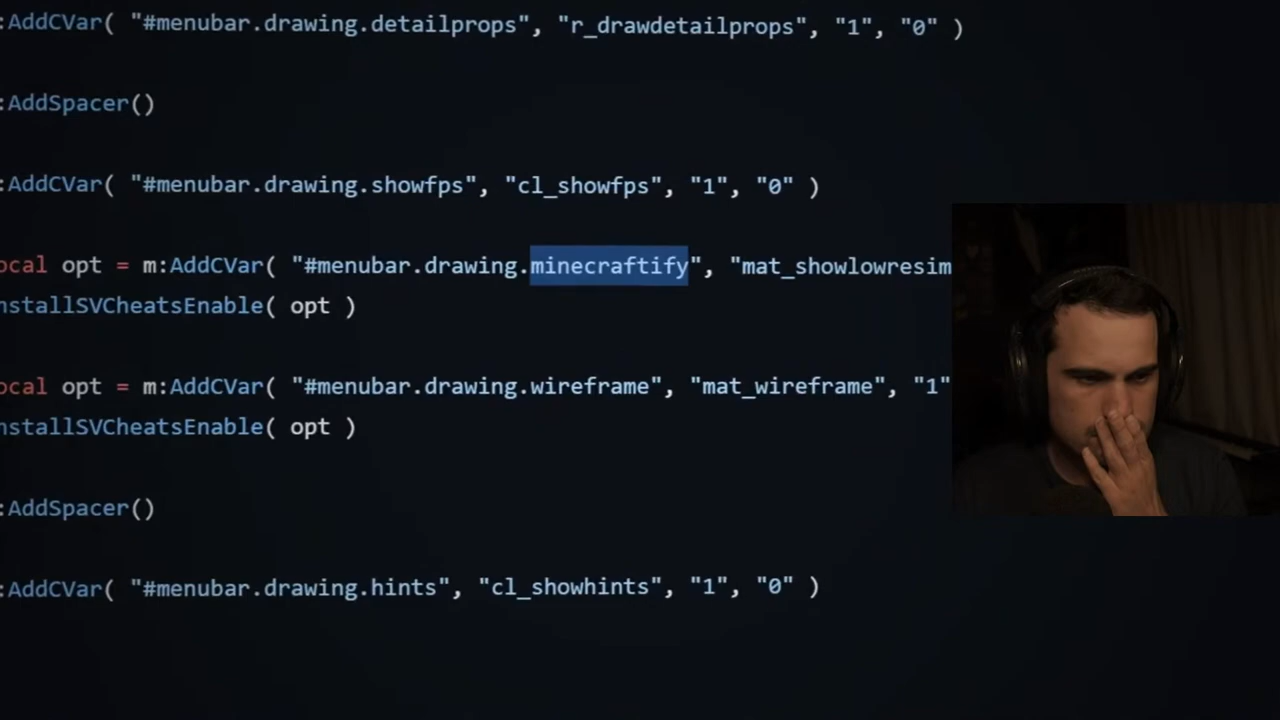 :AddCVar( "#menubar.drawing.detailprops", "r_drawdetailprops", "1", "0" )
:AddSpacer()
:AddCVar( "#menubar.drawing.showfps", "cl_showfps", "1", "0" )
ocal opt = m:AddCVar( "#menubar.drawing.minecraftify", "mat_showlowresim
nstallSVCheatsEnable( opt )
ocal opt = m:AddCVar( "#menubar.drawing.wireframe", "mat_wireframe", "1"
nstallSVCheatsEnable( opt )
:AddSpacer()
:AddCVar( "#menubar.drawing.hints", "cl_showhints", "1", "0" )